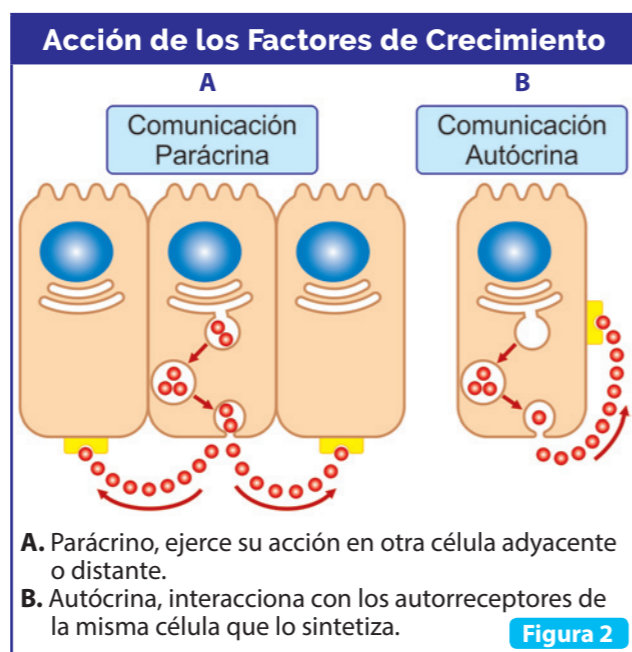 Acción de los Factores de Crecimiento
A
B
Comunicación
Parácrina
Comunicación
Autócrina
A. Parácrino, ejerce su acción en otra célula adyacente
o distante.
B. Autócrina, interacciona con los autorreceptores de
la misma célula que lo sintetiza.
Figura 2